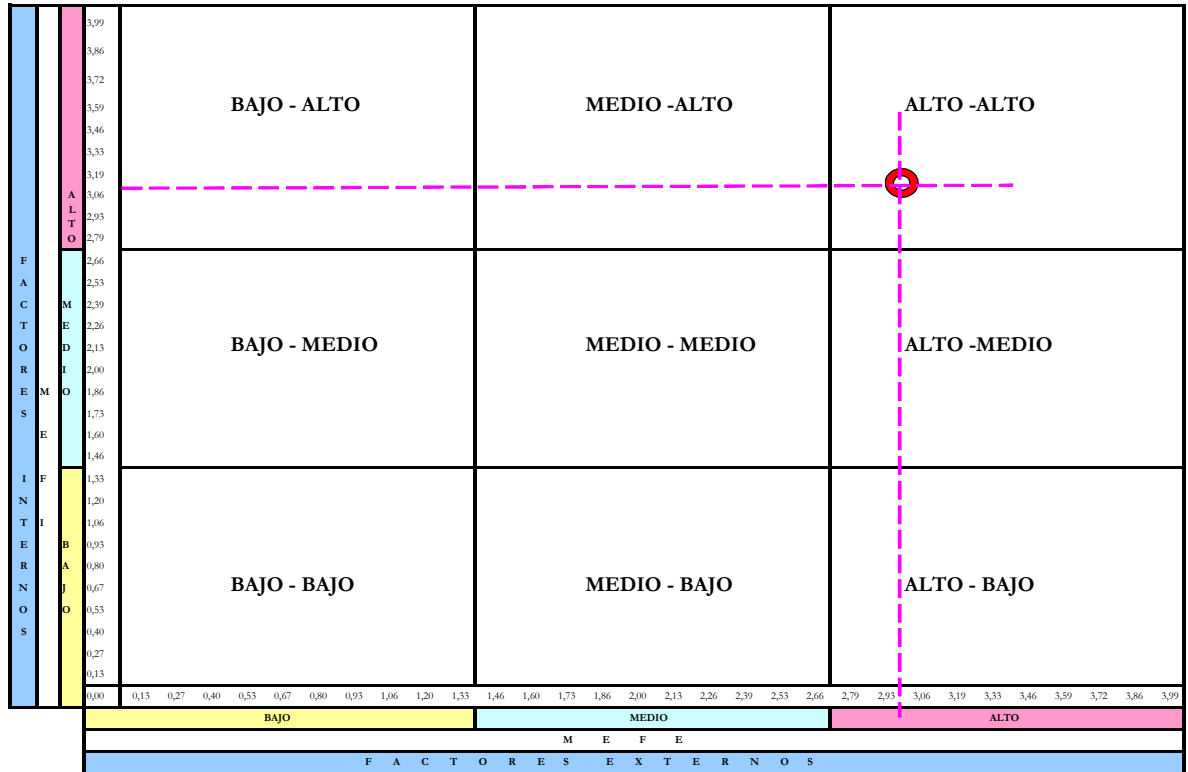 3,99
3,86
3,72
3,59
BAJO - ALTO
MEDIO -ALTO
ALTO -ALTO
3,46
3,33
3,19
3,06
2,93
2,79
ALTO
2,66
2,53
2,39
2,26
2,13
BAJO - MEDIO
MEDIO - MEDIO
ALTO -MEDIO
2,00
1,86
1,73
1,60
1,46
MEDIO
1,33
1,20
1,06
0,93
0,80
0,67
BAJO - BAJO
MEDIO - BAJO
ALTO - BAJO
0,53
0,40
0,27
0,13
BAJO
MEFI
FACTORES INTERNOS
0,00 0,13 0,27 0,40 0,53 0,67 0,80 0,93 1,06 1,20 1,33 1,46 1,60 1,73 1,86 2,00 2,13 2,26 2,39 2,53 2,66 2,79 2,93 3,06 3,19 3,33 3,46 3,59 3,72 3,86 3,99
BAJO MEDIO ALTO
M E F E
F A C T O R E S E X T E R N O S